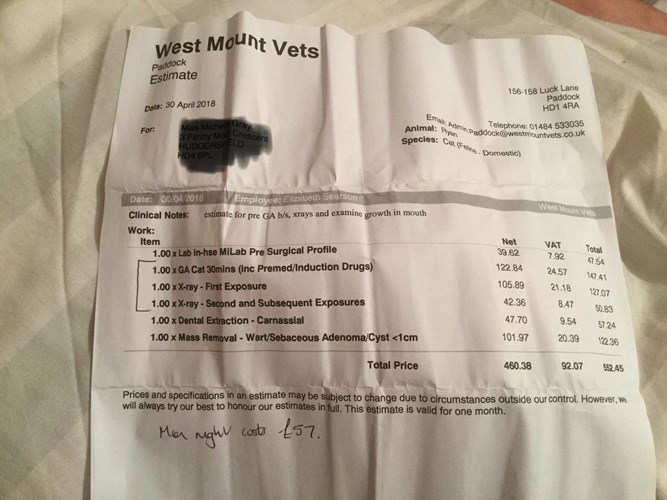 West Mount Vets
Paddock
Estimate
156-158 Luck Lane
Paddock
HD1 4RA
Date: 30 April 2018
Telephone: 01484 533035
Email: Admin.Paddock@westmountvets.co.uk
For:
Animal: Ryan
Species: Cat (Feline - Domestic)
Date: 30/04/2018 Employee: Elizabeth West Mount Vets
Clinical Notes: estimate for pre GA b/s, xrays and examine growth in mouth
Work:
Item Net VAT Total
1.00 x Lab in-hse MiLab Pre Surgical Profile 39.62 7.92 47.54
1.00 x GA Cat 30mins (inc Premed/Induction Drugs) 122.84 24.57 147.41
1.00 x X-ray - First Exposure 105.89 21.18 127.07
1.00 x X-ray - Second and Subsequent Exposures 42.36 8.47 50.83
1.00 x Dental Extraction - Carnassial 47.70 9.54 57.24
1.00 x Mass Removal - Wart/Sebaceous Adenoma/Cyst <1cm 101.97 20.39 122.36
Total Price 460.38 92.07 552.45
Prices and specifications in an estimate may be subject to change due to circumstances outside our control. However, we
will always try our best to honour our estimates in full. This estimate is valid for one month.
night costs £57.